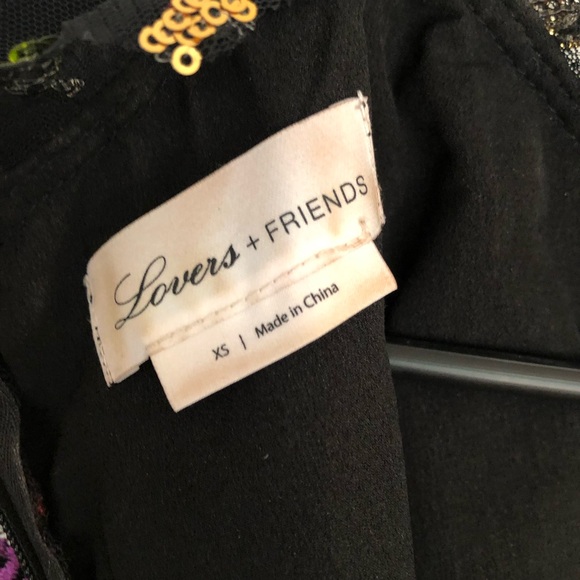 Lovers + FRIENDS
XS | Made in China